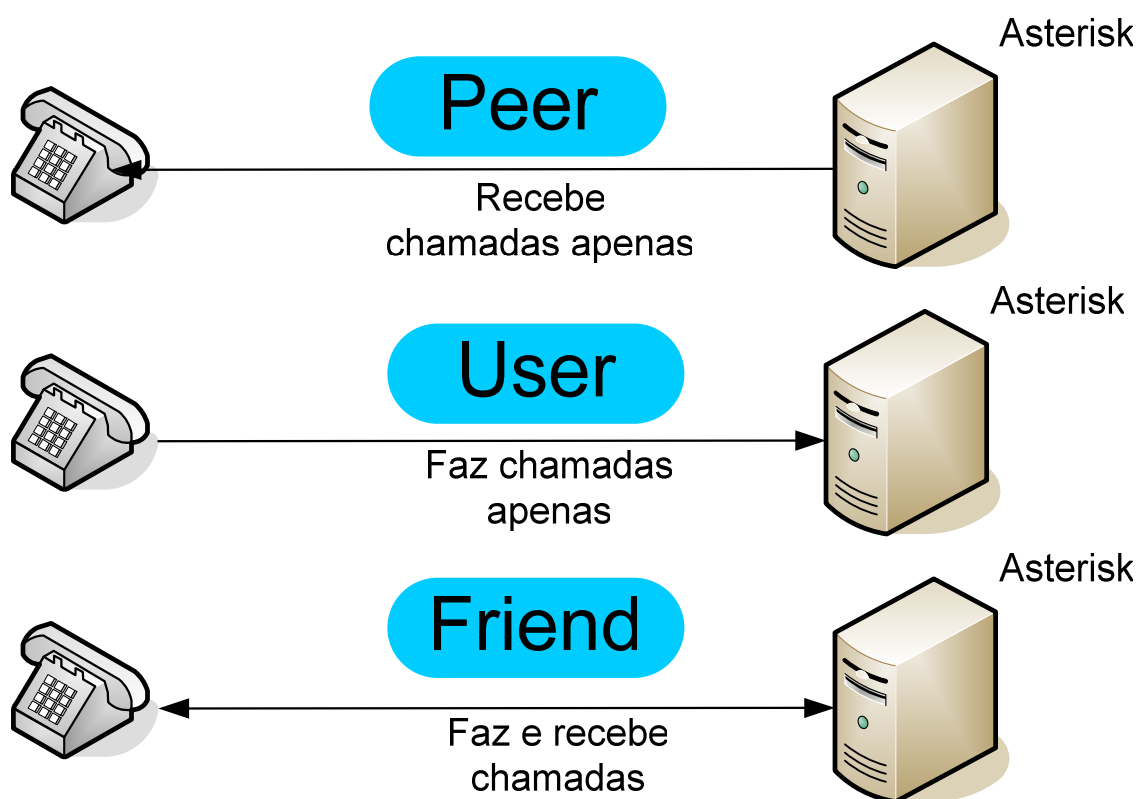 Asterisk
Peer
Recebe
chamadas apenas
Asterisk
User
Faz chamadas
apenas
Asterisk
Friend
Faz e recebe
chamadas